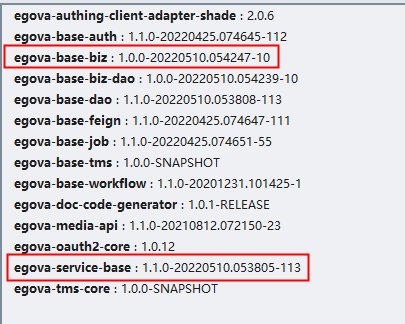 egova-authing-client-adapter-shade : 2.0.6
egova-base-auth : 1.1.0-20220425.074645-112
egova-base-biz : 1.0.0-20220510.054247-10
egova-base-biz-dao : 1.0.0-20220510.054239-10
egova-base-dao : 1.1.0-20220510.053808-113
egova-base-feign : 1.1.0-20220425.074647-111
egova-base-job : 1.1.0-20220425.074651-55
egova-base-tms : 1.0.0-SNAPSHOT
egova-base-workflow : 1.1.0-20201231.101425-1
egova-doc-code-generator : 1.0.1-RELEASE
egova-media-api : 1.1.0-20210812.072150-23
egova-oauth2-core : 1.0.12
egova-service-base : 1.1.0-20220510.053805-113
egova-tms-core : 1.0.0-SNAPSHOT